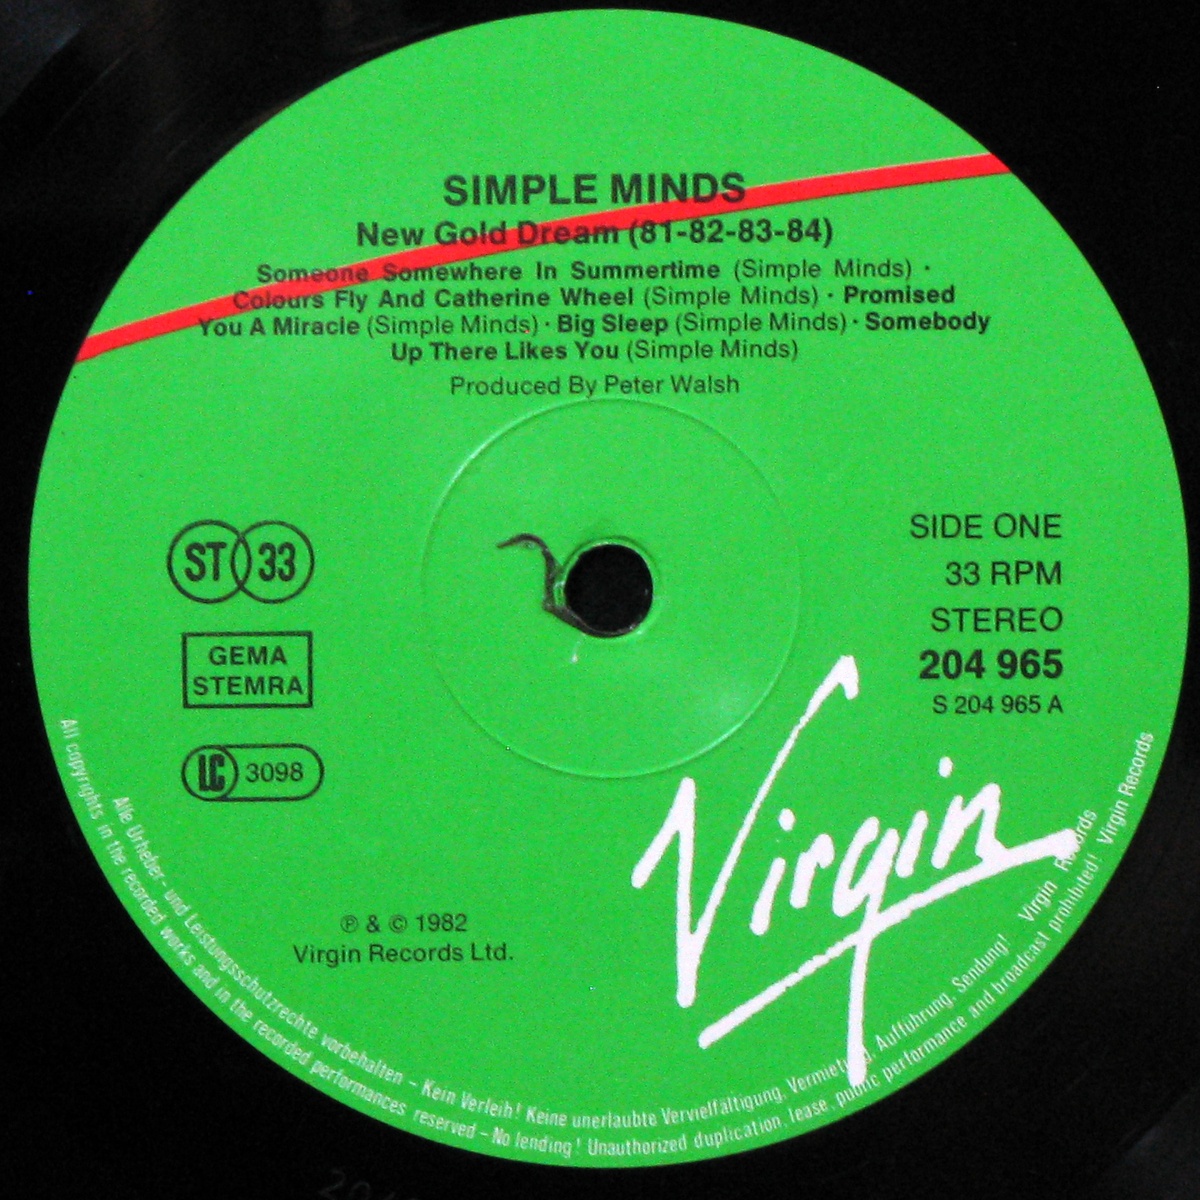 SIMPLE MINDS
New Gold Dream (81-82-83-84)
Someone Somewhere In Summertime (Simple Minds) ·
Colours Fly And Catherine Wheel (Simple Minds) · Promised
You A Miracle (Simple Minds) · Big Sleep (Simple Minds) · Somebody
Up There Likes You (Simple Minds)
Produced By Peter Walsh
ST 33
GEMA
STEMRA
LC 3098
SIDE ONE
33 RPM
STEREO
204 965
S 204 965 A
Virgin
℗ & © 1982
Virgin Records Ltd.
Alle Urheber- und Leistungsschutzrechte vorbehalten – Kein Verleih! Keine unerlaubte Vervielfältigung, Vermietung, Aufführung, Sendung! Virgin Records
All copyrights in the recorded works and in the recorded performances reserved – No lending! Unauthorized duplication, lease, public performance and broadcast prohibited! Virgin Records